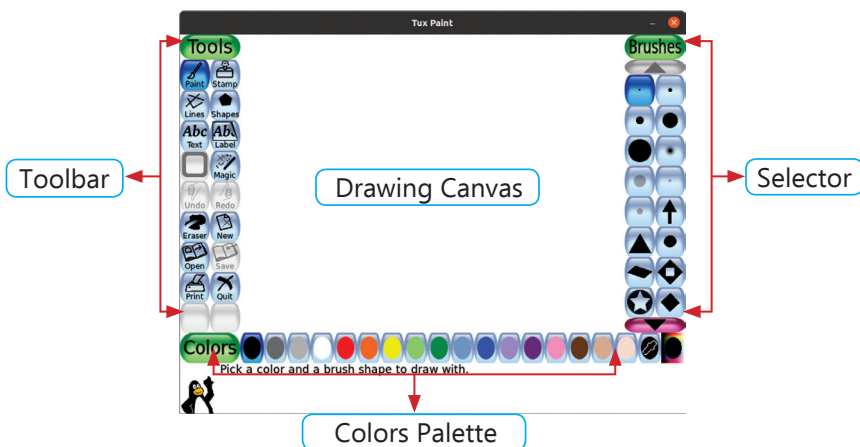 Tux Paint
Tools
Brushes
Paint Stamp
Lines Shapes
Abc Abc
Text Label
Magic
Undo Redo
Eraser New
Open Save
Print Quit
Toolbar
Drawing Canvas
Selector
Colors
Pick a color and a brush shape to draw with.
Colors Palette